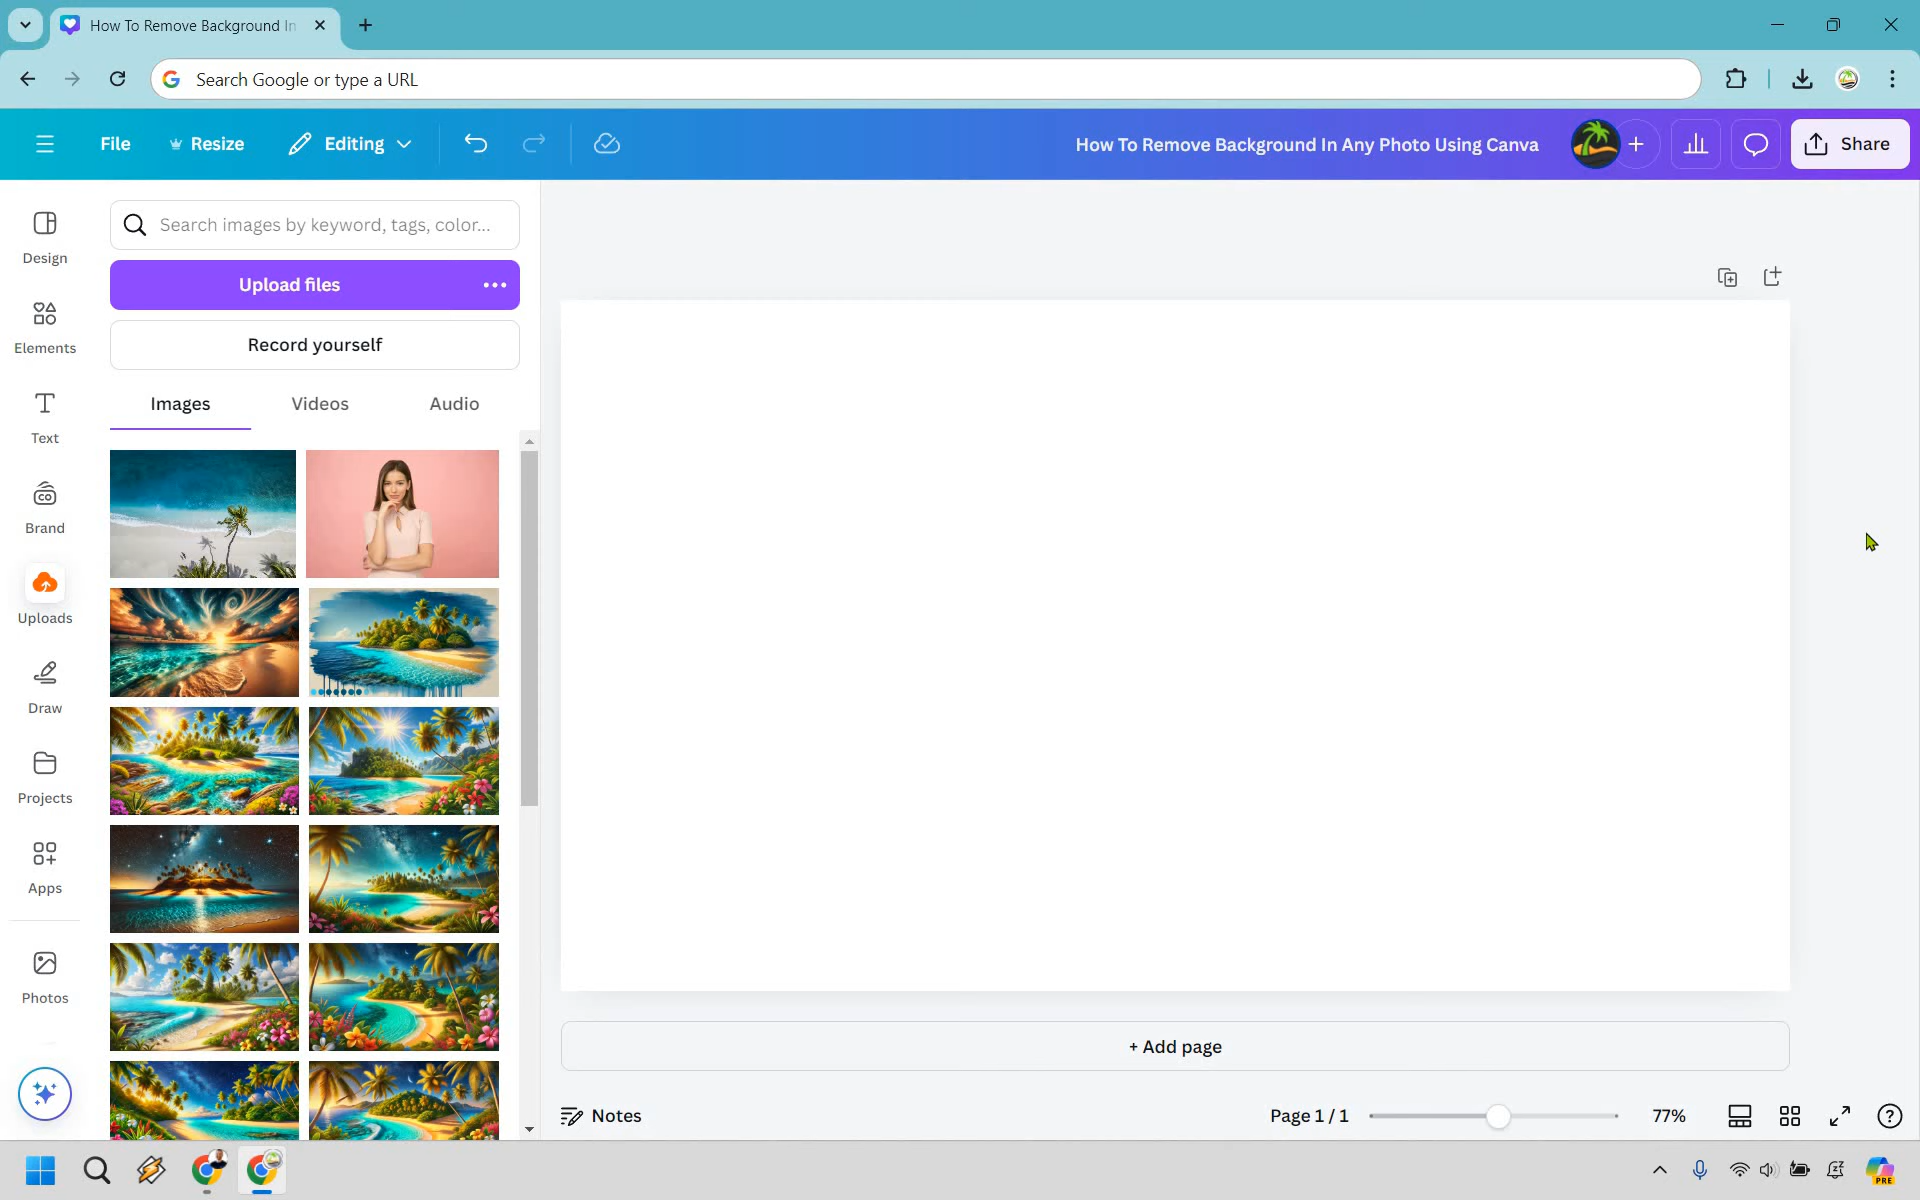 How To Remove Background In
Search Google or type a URL
File
Resize
Editing
How To Remove Background In Any Photo Using Canva
Share
Design
Elements
Text
CO
Brand
Uploads
Draw
Projects
Apps
Photos
Search images by keyword, tags, color...
Upload files
Record yourself
Images
Videos
Audio
+ Add page
Notes
Page 1 / 1
77%
PRE